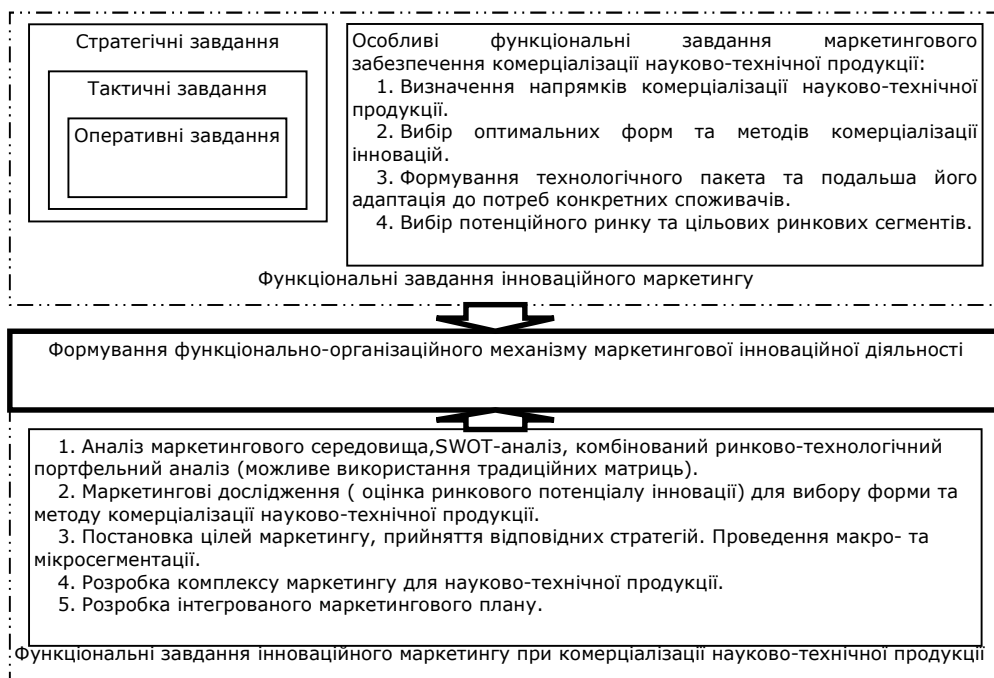 Стратегічні завдання
Тактичні завдання
Оперативні завдання
Особливі функціональні завдання маркетингового
забезпечення комерціалізації науково-технічної продукції:
1. Визначення напрямків комерціалізації науково-технічної
продукції.
2. Вибір оптимальних форм та методів комерціалізації
інновацій.
3. Формування технологічного пакета та подальша його
адаптація до потреб конкретних споживачів.
4. Вибір потенційного ринку та цільових ринкових сегментів.
Функціональні завдання інноваційного маркетингу
Формування функціонально-організаційного механізму маркетингової інноваційної діяльності
1. Аналіз маркетингового середовища,SWOT-аналіз, комбінований ринково-технологічний
портфельний аналіз (можливе використання традиційних матриць).
2. Маркетингові дослідження ( оцінка ринкового потенціалу інновації) для вибору форми та
методу комерціалізації науково-технічної продукції.
3. Постановка цілей маркетингу, прийняття відповідних стратегій. Проведення макро- та
мікросегментації.
4. Розробка комплексу маркетингу для науково-технічної продукції.
5. Розробка інтегрованого маркетингового плану.
Функціональні завдання інноваційного маркетингу при комерціалізації науково-технічної продукції